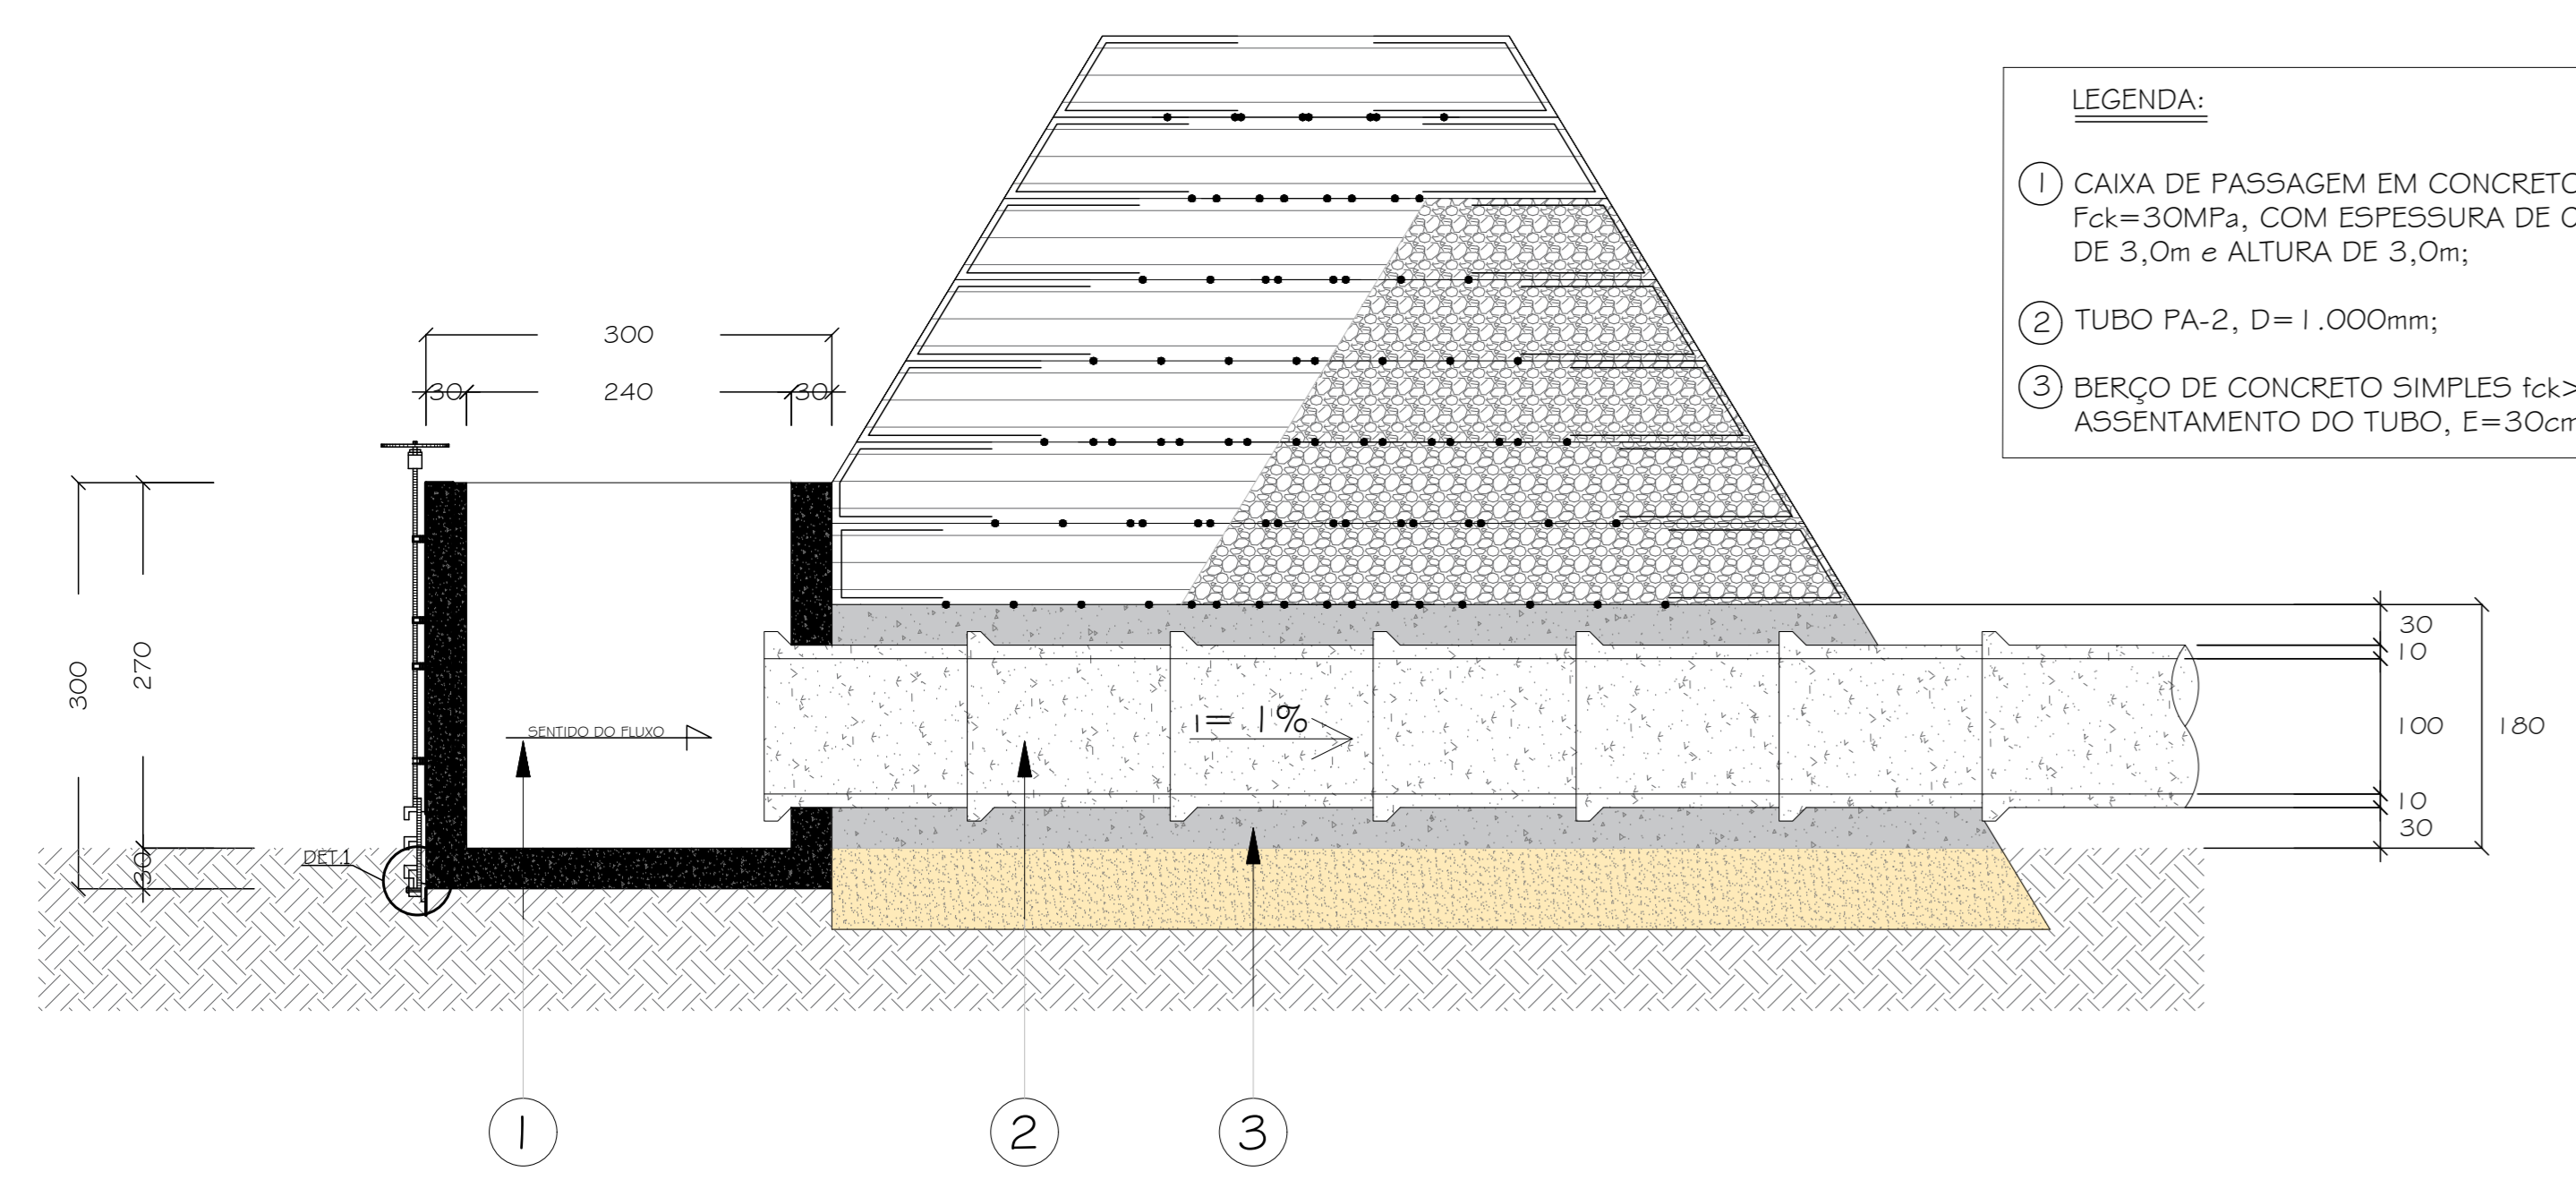 LEGENDA:
1 CAIXA DE PASSAGEM EM CONCRETO
Fck=30MPa, COM ESPESSURA DE
DE 3,0m e ALTURA DE 3,0m;
2 TUBO PA-2, D=1.000mm;
3 BERÇO DE CONCRETO SIMPLES fck>
ASSENTAMENTO DO TUBO, E=30cm
300
30 240 30
300
270
30
DET.1
SENTIDO DO FLUXO
i= 1%
30
10
100
180
10
30
1
2
3